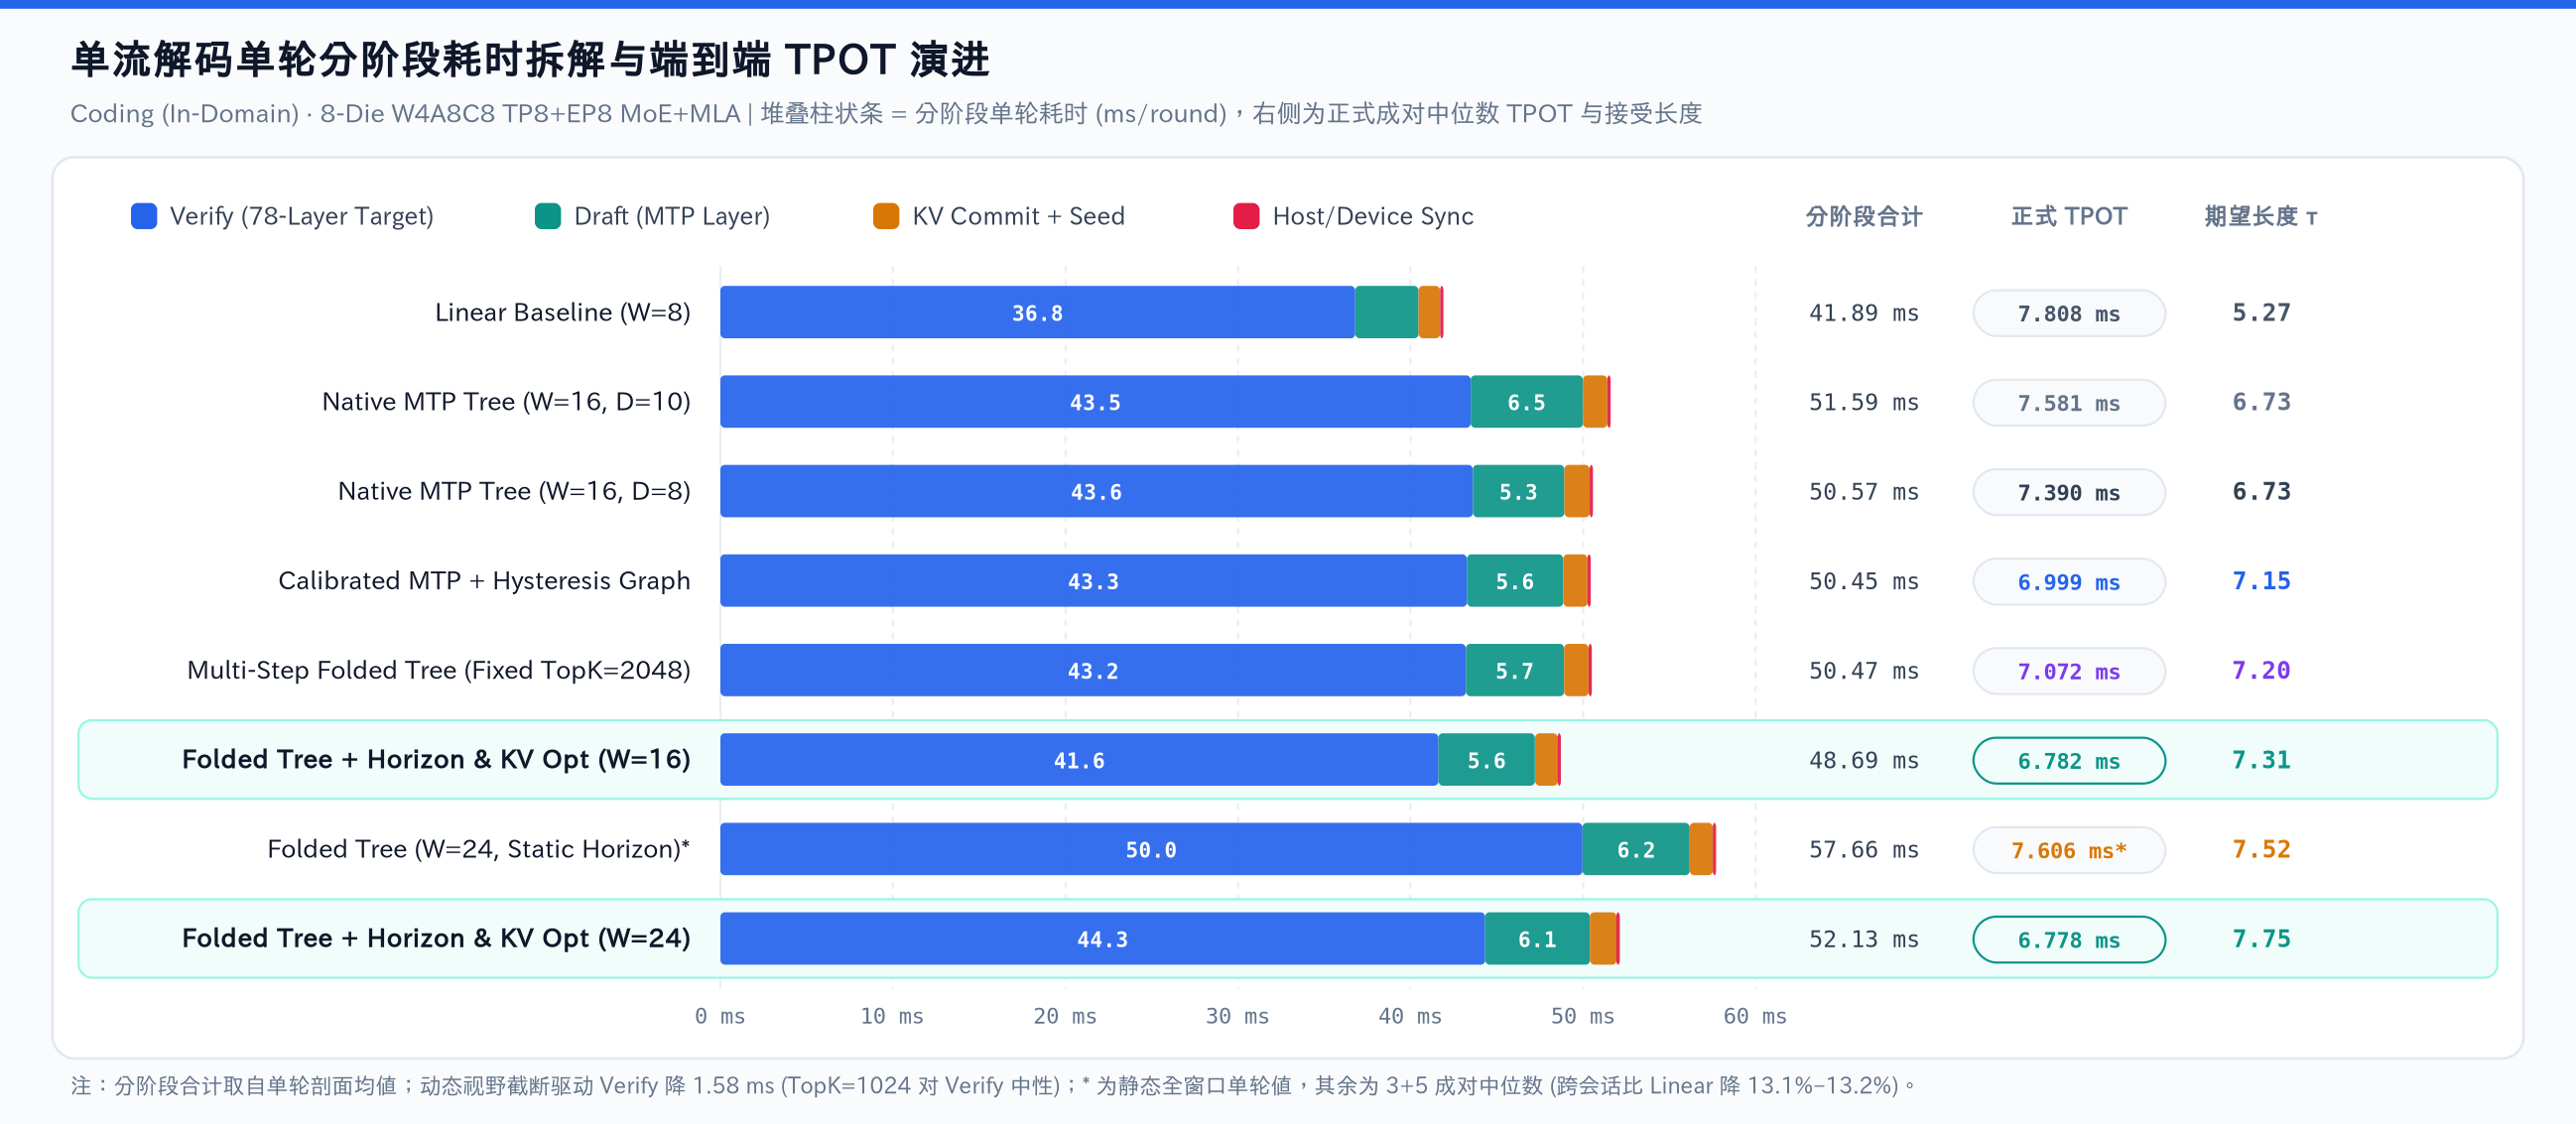 单流解码单轮分阶段耗时拆解与端到端 TPOT 演进
Coding (In-Domain) · 8-Die W4A8C8 TP8+EP8 MoE+MLA | 堆叠柱状条 = 分阶段单轮耗时 (ms/round)，右侧为正式成对中位数 TPOT 与接受长度
Verify (78-Layer Target) Draft (MTP Layer) KV Commit + Seed Host/Device Sync 分阶段合计 正式 TPOT 期望长度 τ
Linear Baseline (W=8) 36.8 41.89 ms 7.808 ms 5.27
Native MTP Tree (W=16, D=10) 43.5 6.5 51.59 ms 7.581 ms 6.73
Native MTP Tree (W=16, D=8) 43.6 5.3 50.57 ms 7.390 ms 6.73
Calibrated MTP + Hysteresis Graph 43.3 5.6 50.45 ms 6.999 ms 7.15
Multi-Step Folded Tree (Fixed TopK=2048) 43.2 5.7 50.47 ms 7.072 ms 7.20
Folded Tree + Horizon & KV Opt (W=16) 41.6 5.6 48.69 ms 6.782 ms 7.31
Folded Tree (W=24, Static Horizon)* 50.0 6.2 57.66 ms 7.606 ms* 7.52
Folded Tree + Horizon & KV Opt (W=24) 44.3 6.1 52.13 ms 6.778 ms 7.75
0 ms 10 ms 20 ms 30 ms 40 ms 50 ms 60 ms
注：分阶段合计取自单轮剖面均值；动态视野截断驱动 Verify 降 1.58 ms (TopK=1024 对 Verify 中性)；* 为静态全窗口单轮值，其余为 3+5 成对中位数 (跨会话比 Linear 降 13.1%–13.2%)。